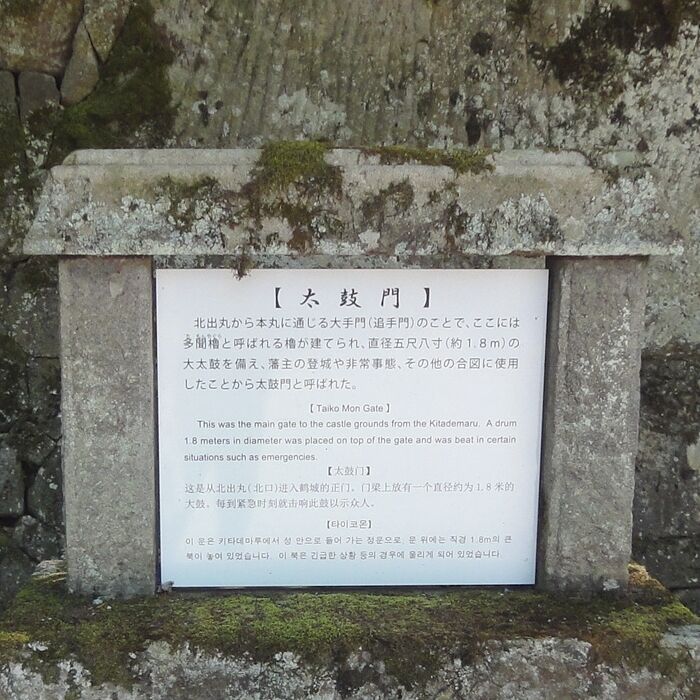 【太鼓門】
北出丸から本丸に通じる大手門(追手門)のことで、ここには
多聞櫓と呼ばれる櫓が建てられ、直径五尺八寸(約1.8m)の
大太鼓を備え、藩主の登城や非常事態、その他の合図に使用
したことから太鼓門と呼ばれた。
【Taiko Mon Gate】
This was the main gate to the castle grounds from the Kitademaru. A drum
1.8 meters in diameter was placed on top of the gate and was beat in certain
situations such as emergencies.
【太鼓门】
这是从北出丸(北口)进入鹤城的正门。门梁上放有一个直径约为1.8米的
大鼓。每到紧急时刻就击响此鼓以示众人。
【타이코몬】
이 문은 키타데마루에서 성 안으로 들어 가는 정문으로, 문 위에는 직경 1.8m의 큰
북이 놓여 있었습니다. 이 북은 긴급한 상황 등의 경우에 울리게 되어 있었습니다.